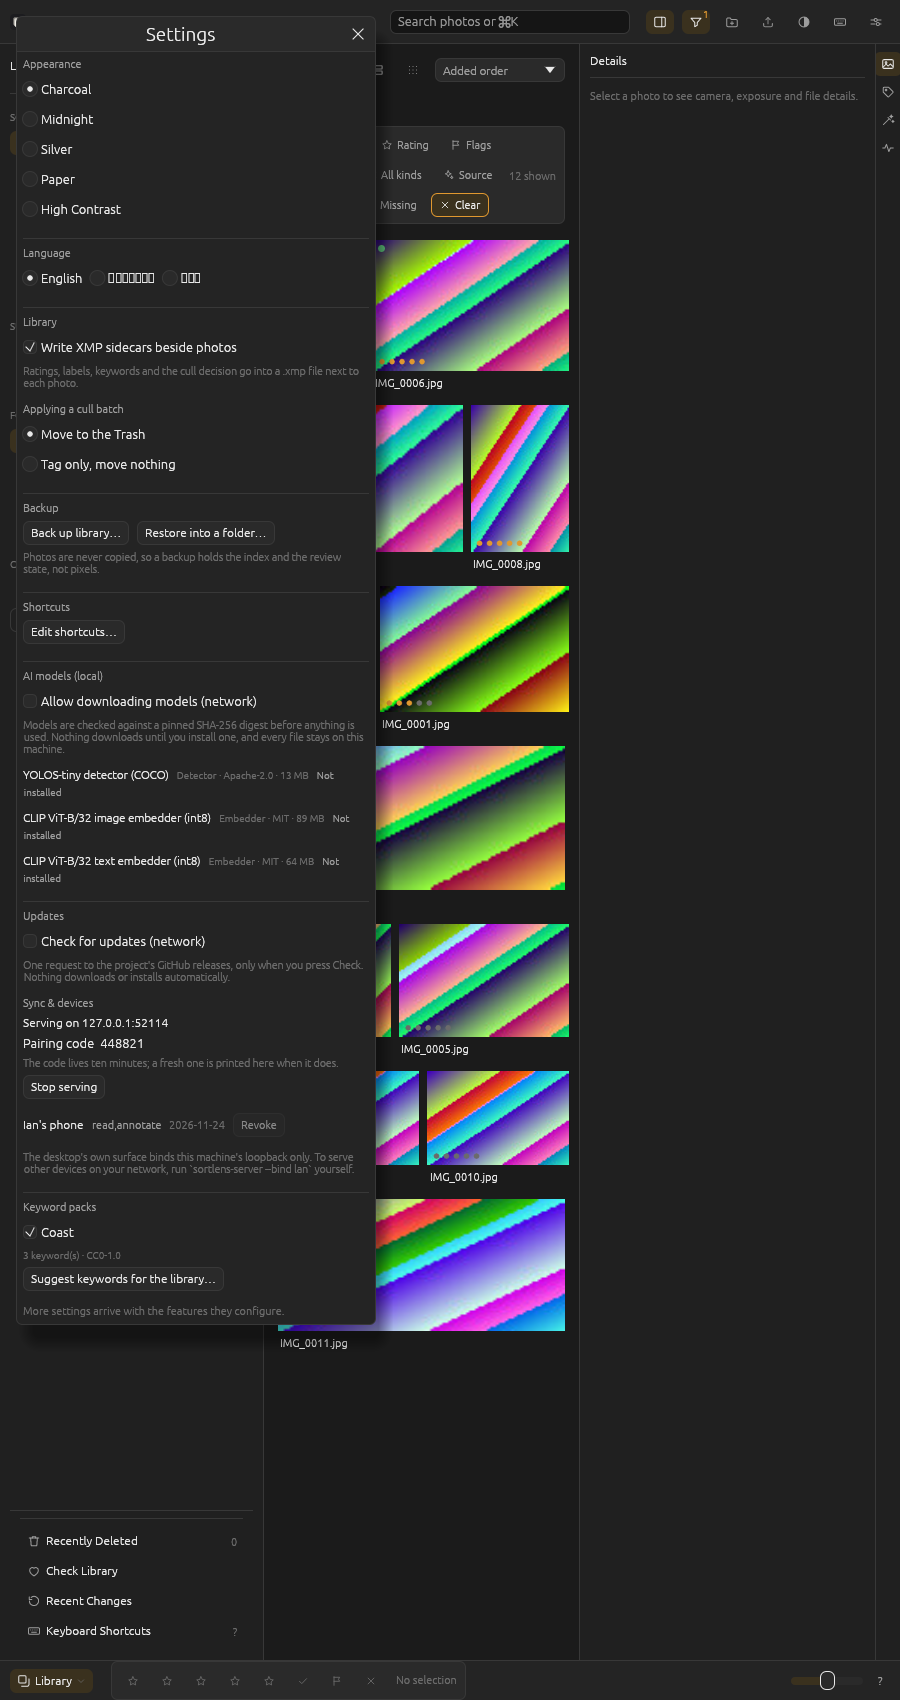 Settings
Appearance
Charcoal
Midnight
Silver
Paper
High Contrast
Language
English
Library
Write XMP sidecars beside photos
Ratings, labels, keywords and the cull decision go into a .xmp file next to
each photo.
Applying a cull batch
Move to the Trash
Tag only, move nothing
Backup
Back up library…
Restore into a folder…
Photos are never copied, so a backup holds the index and the review
state, not pixels.
Shortcuts
Edit shortcuts…
AI models (local)
Allow downloading models (network)
Models are checked against a pinned SHA-256 digest before anything is
used. Nothing downloads until you install one, and every file stays on this
machine.
YOLOS-tiny detector (COCO) Detector · Apache-2.0 · 13 MB Not
installed
CLIP ViT-B/32 image embedder (int8) Embedder · MIT · 89 MB Not
installed
CLIP ViT-B/32 text embedder (int8) Embedder · MIT · 64 MB Not
installed
Updates
Check for updates (network)
One request to the project's GitHub releases, only when you press Check.
Nothing downloads or installs automatically.
Sync & devices
Serving on 127.0.0.1:52114
Pairing code 448821
The code lives ten minutes; a fresh one is printed here when it does.
Stop serving
Ian's phone read,annotate 2026-11-24 Revoke
The desktop's own surface binds this machine's loopback only. To serve
other devices on your network, run `sortlens-server --bind lan` yourself.
Keyword packs
Coast
3 keyword(s) · CC0-1.0
Suggest keywords for the library…
More settings arrive with the features they configure.
Recently Deleted 0
Check Library
Recent Changes
Keyboard Shortcuts ?
Search photos or ⌘K
1
Added order
Rating Flags
All kinds Source 12 shown
Missing Clear
IMG_0006.jpg
IMG_0008.jpg
IMG_0001.jpg
IMG_0005.jpg
IMG_0010.jpg
IMG_0011.jpg
Details
Select a photo to see camera, exposure and file details.
Library
No selection
?